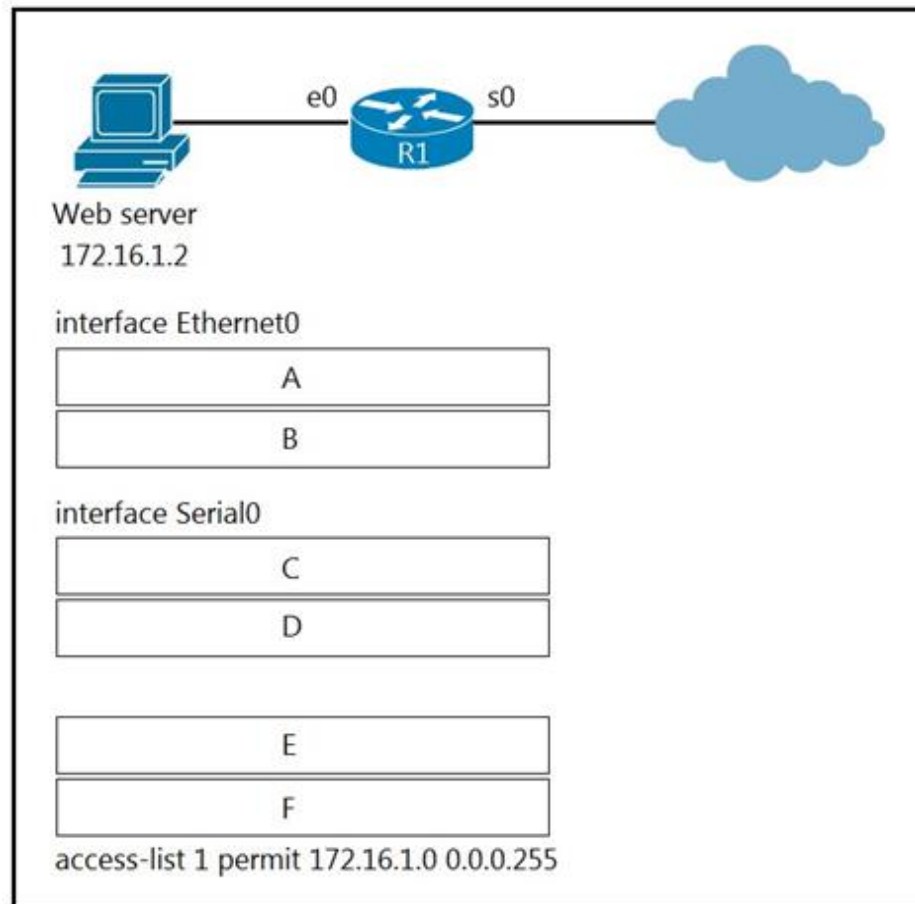 e0
s0
R1
Web server
172.16.1.2
interface Ethernet0
A
B
interface Serial0
C
D
E
F
access-list 1 permit 172.16.1.0 0.0.0.255